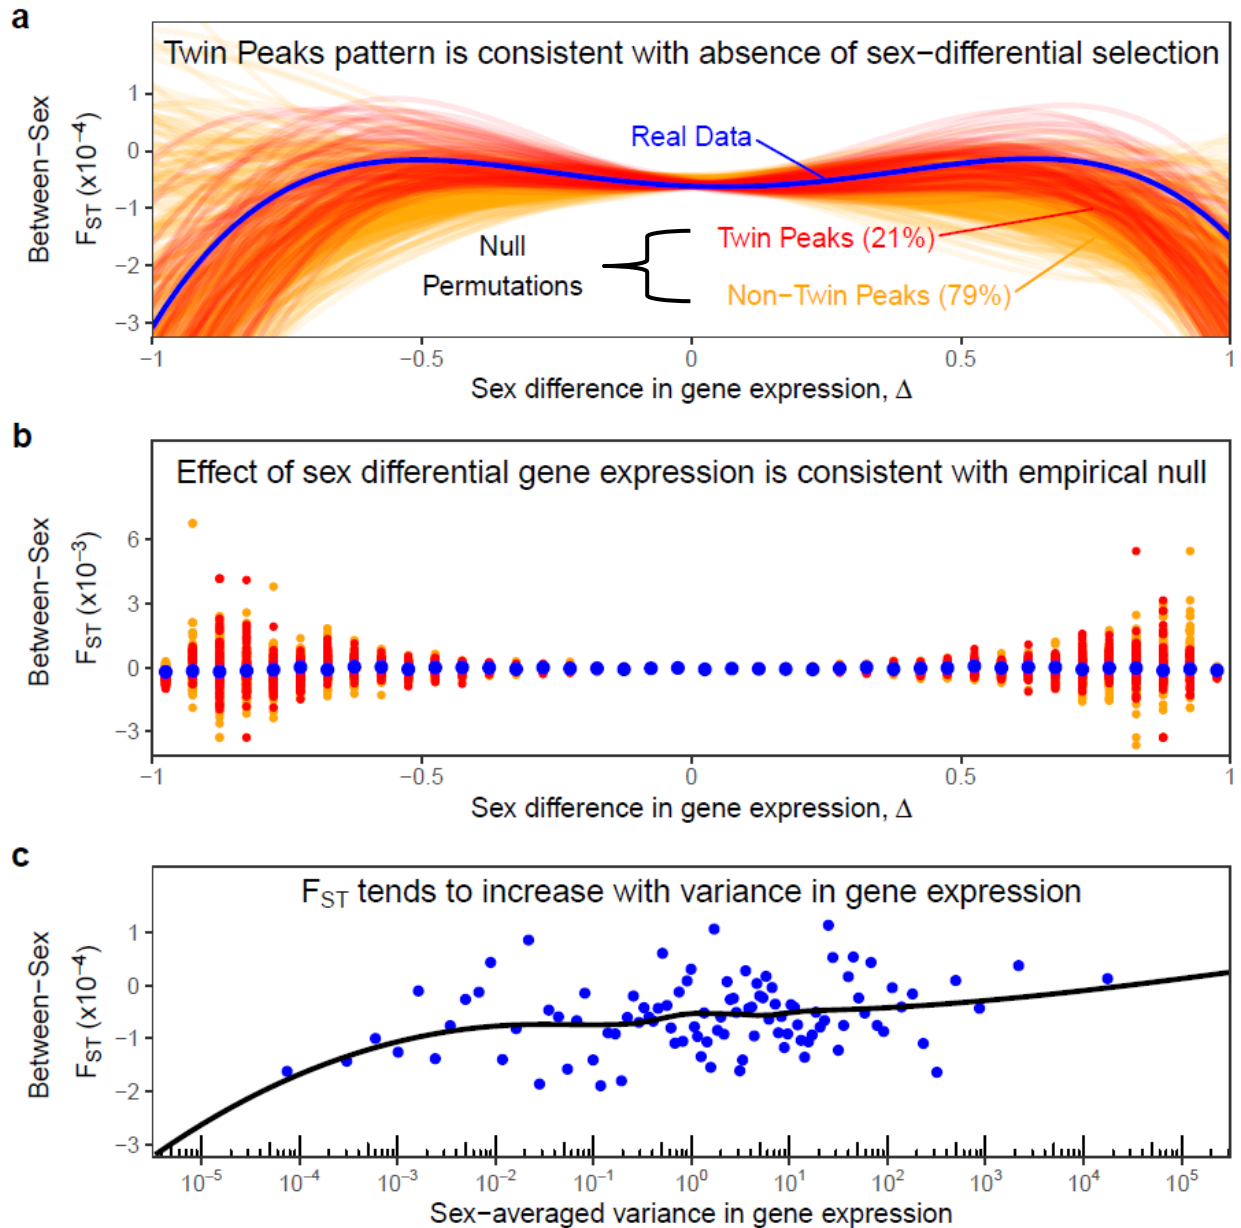 a
Twin Peaks pattern is consistent with absence of sex−differential selection
Between−Sex
F_ST (x10⁻⁴)
1
0
−1
−2
−3
Real Data
Twin Peaks (21%)
Null
Permutations
Non−Twin Peaks (79%)
−1
−0.5
0
0.5
1
Sex difference in gene expression, Δ
b
Effect of sex differential gene expression is consistent with empirical null
Between−Sex
F_ST (x10⁻³)
6
3
0
−3
−1
−0.5
0
0.5
1
Sex difference in gene expression, Δ
c
F_ST tends to increase with variance in gene expression
Between−Sex
F_ST (x10⁻⁴)
1
0
−1
−2
−3
10⁻⁵
10⁻⁴
10⁻³
10⁻²
10⁻¹
10⁰
10¹
10²
10³
10⁴
10⁵
Sex−averaged variance in gene expression